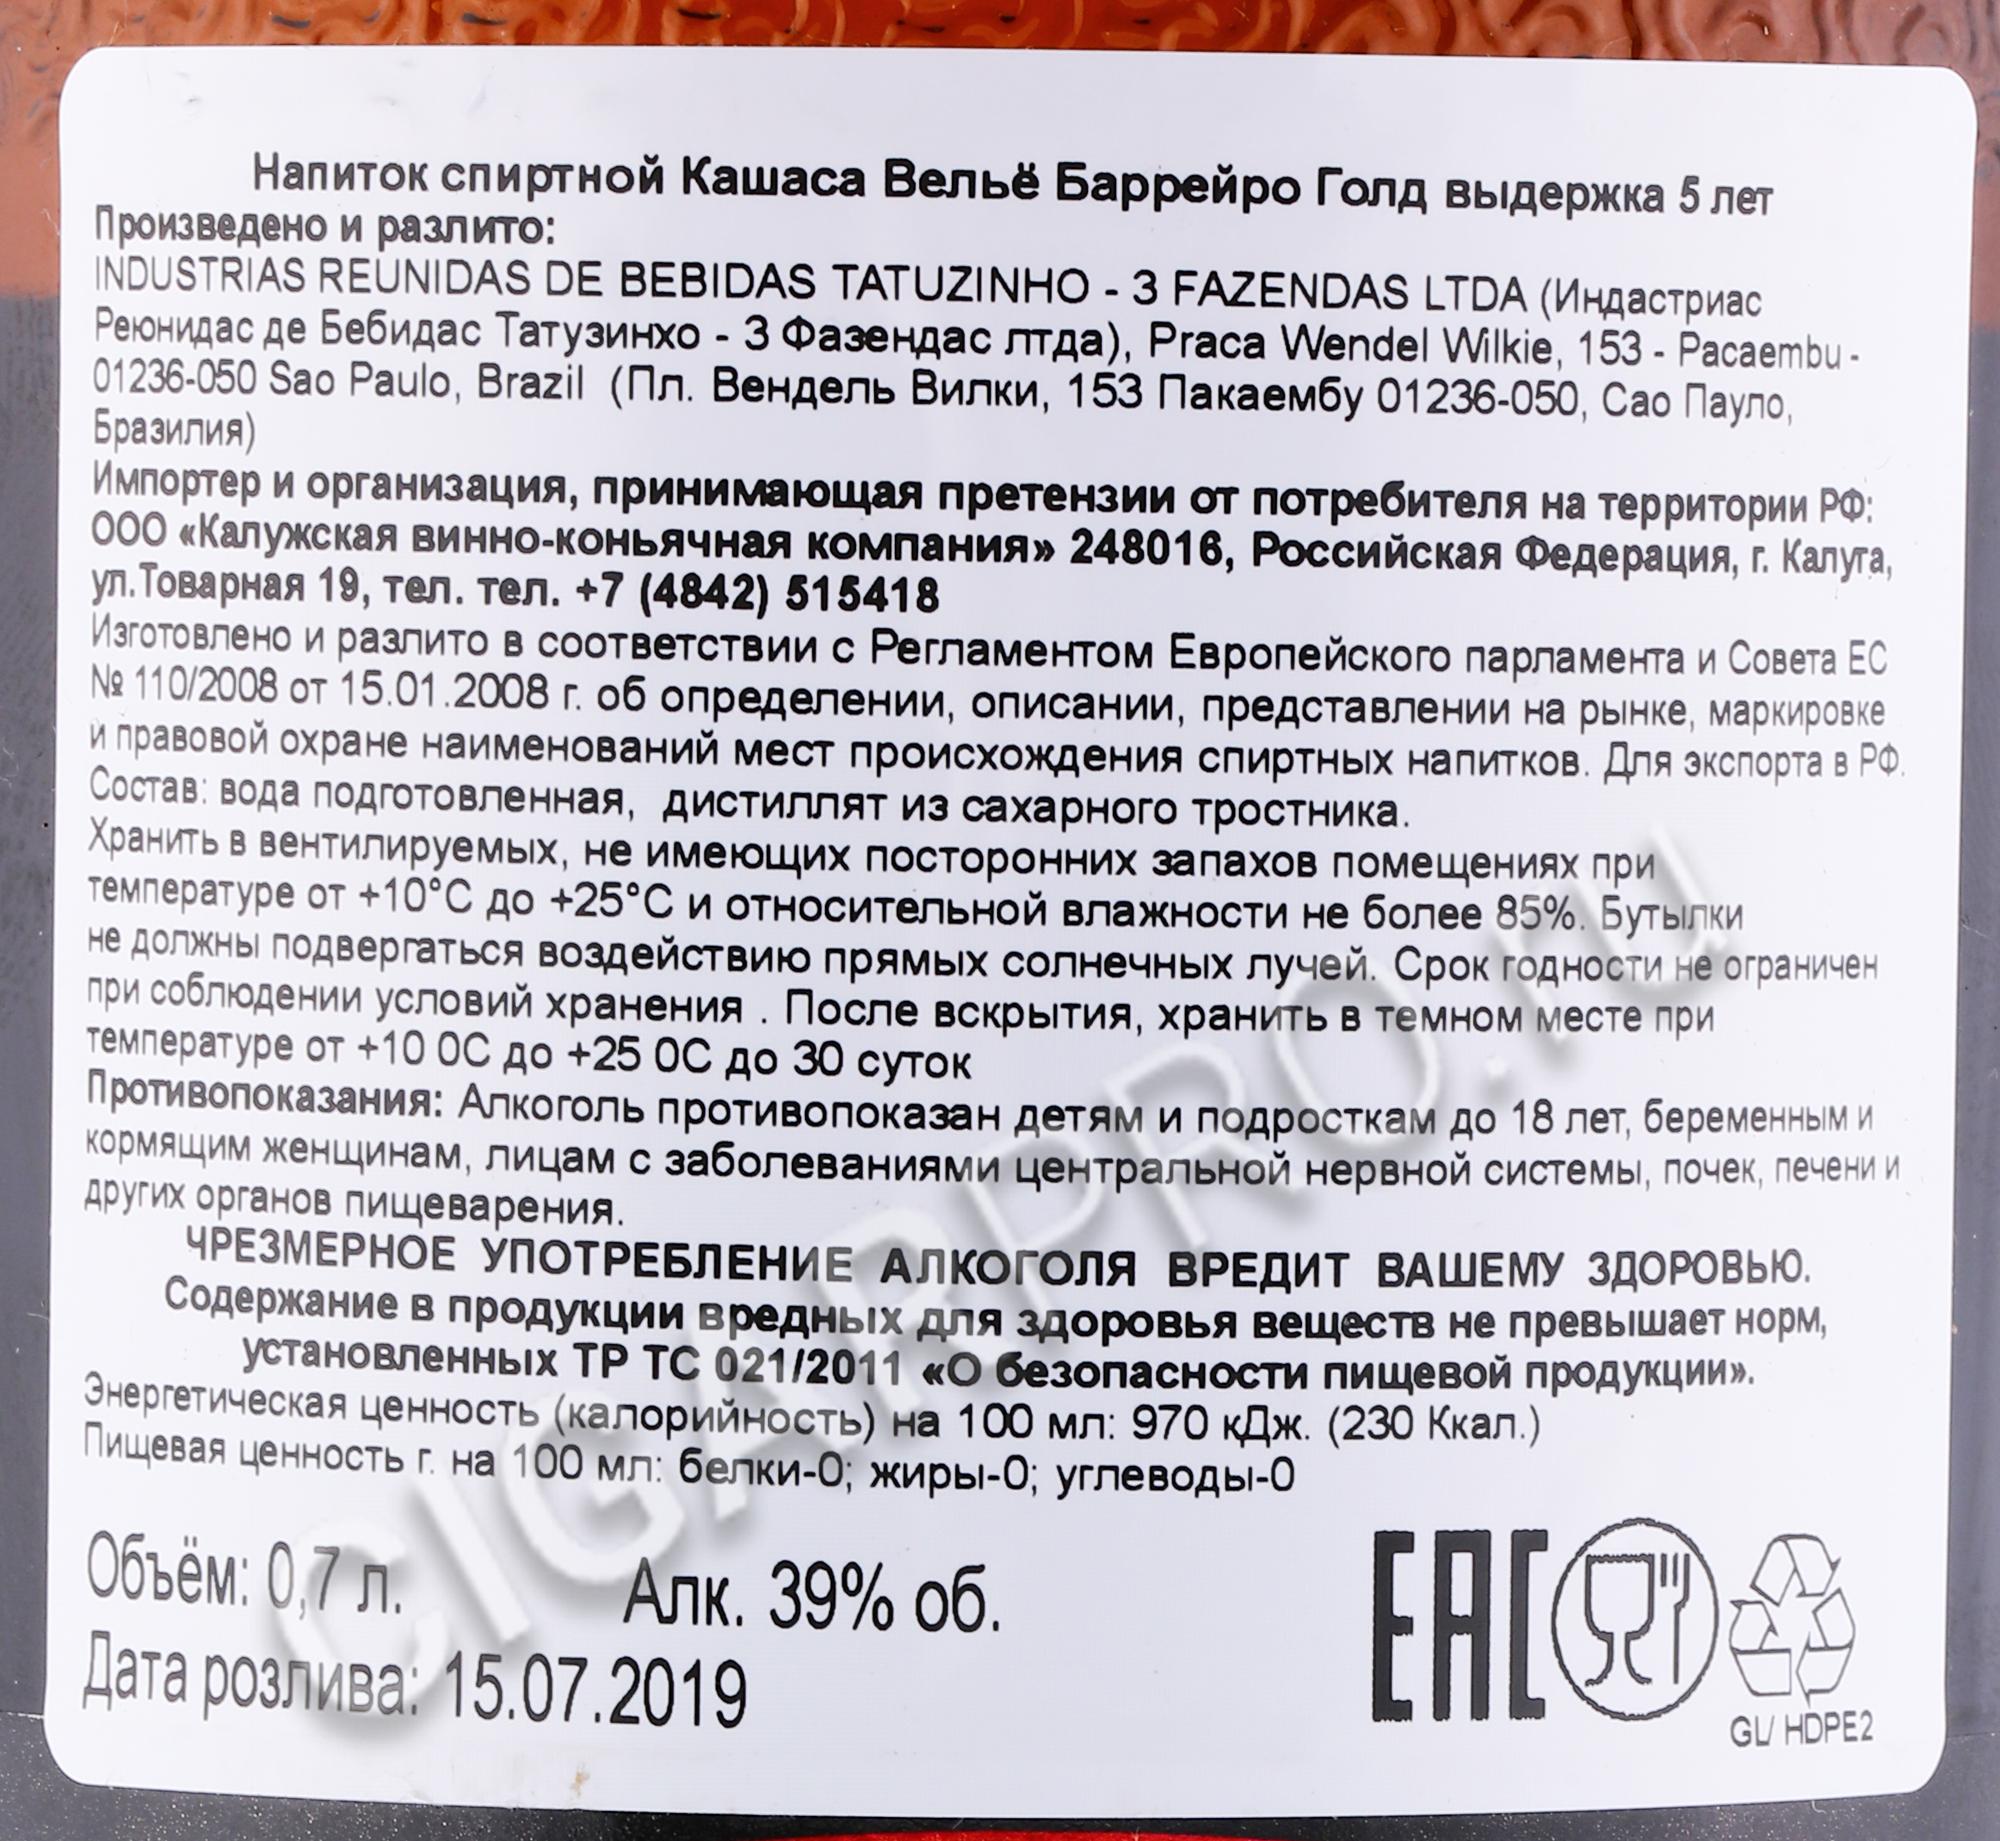 Напиток спиртной Кашаса Вельё Баррейро Голд выдержка 5 лет
Произведено и разлито:
INDUSTRIAS REUNIDAS DE BEBIDAS TATUZINHO - 3 FAZENDAS LTDA (Индастриас
Реюнидас де Бебидас Татузинхо - 3 Фазендас лтда), Praca Wendel Wilkie, 153 - Pacaembu -
01236-050 Sao Paulo, Brazil (Пл. Вендель Вилки, 153 Пакаембу 01236-050, Сао Пауло,
Бразилия)
Импортер и организация, принимающая претензии от потребителя на территории РФ:
ООО «Калужская винно-коньячная компания» 248016, Российская Федерация, г. Калуга,
ул.Товарная 19, тел. тел. +7 (4842) 515418
Изготовлено и разлито в соответствии с Регламентом Европейского парламента и Совета ЕС
№ 110/2008 от 15.01.2008 г. об определении, описании, представлении на рынке, маркировке
и правовой охране наименований мест происхождения спиртных напитков. Для экспорта в РФ.
Состав: вода подготовленная, дистиллят из сахарного тростника.
Хранить в вентилируемых, не имеющих посторонних запахов помещениях при
температуре от +10°С до +25°С и относительной влажности не более 85%. Бутылки
не должны подвергаться воздействию прямых солнечных лучей. Срок годности не ограничен
при соблюдении условий хранения . После вскрытия, хранить в темном месте при
температуре от +10 0С до +25 0С до 30 суток
Противопоказания: Алкоголь противопоказан детям и подросткам до 18 лет, беременным и
кормящим женщинам, лицам с заболеваниями центральной нервной системы, почек, печени и
других органов пищеварения.
ЧРЕЗМЕРНОЕ УПОТРЕБЛЕНИЕ АЛКОГОЛЯ ВРЕДИТ ВАШЕМУ ЗДОРОВЬЮ.
Содержание в продукции вредных для здоровья веществ не превышает норм,
установленных ТР ТС 021/2011 «О безопасности пищевой продукции».
Энергетическая ценность (калорийность) на 100 мл: 970 кДж. (230 Ккал.)
Пищевая ценность г. на 100 мл: белки-0; жиры-0; углеводы-0
Объём: 0,7 л. Алк. 39% об.
Дата розлива: 15.07.2019
EAC
GL/ HDPE2
CIGARPRO.ru